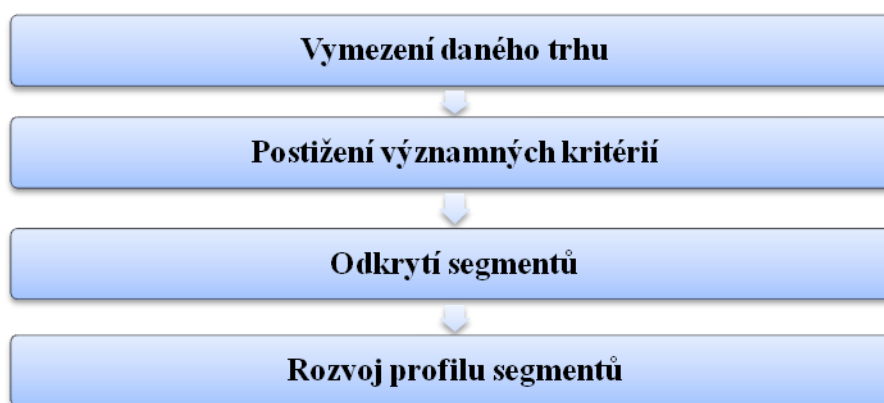 Vymezení daného trhu
Postižení významných kritérií
Odkrytí segmentů
Rozvoj profilu segmentů